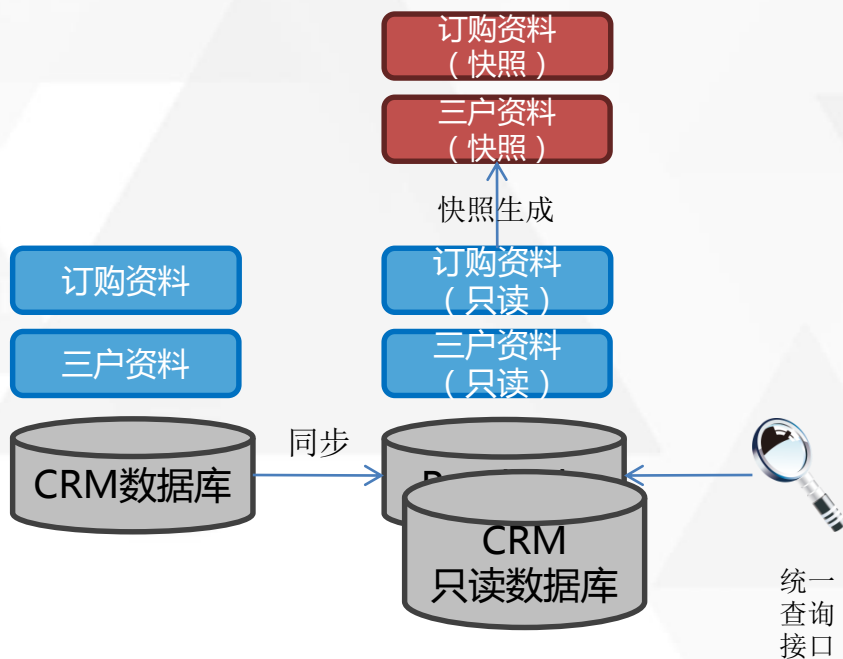 订购资料
（快照）
三户资料
（快照）
快照生成
订购资料
三户资料
订购资料
（只读）
三户资料
（只读）
CRM数据库
同步
CRM
只读数据库
统一
查询
接口